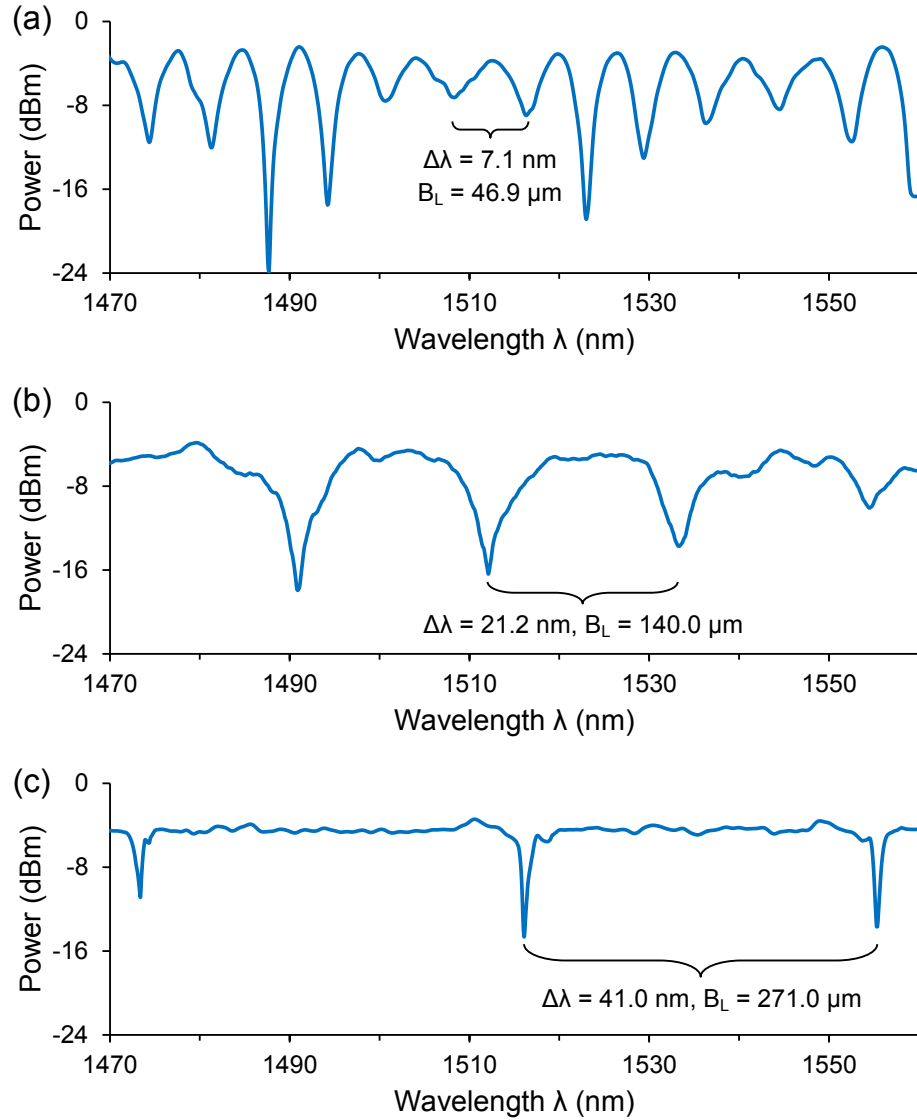 (a)
0
-8
-16
-24
Power (dBm)
Δλ = 7.1 nm
B_L = 46.9 μm
1470 1490 1510 1530 1550
Wavelength λ (nm)
(b)
0
-8
-16
-24
Power (dBm)
Δλ = 21.2 nm, B_L = 140.0 μm
1470 1490 1510 1530 1550
Wavelength λ (nm)
(c)
0
-8
-16
-24
Power (dBm)
Δλ = 41.0 nm, B_L = 271.0 μm
1470 1490 1510 1530 1550
Wavelength λ (nm)